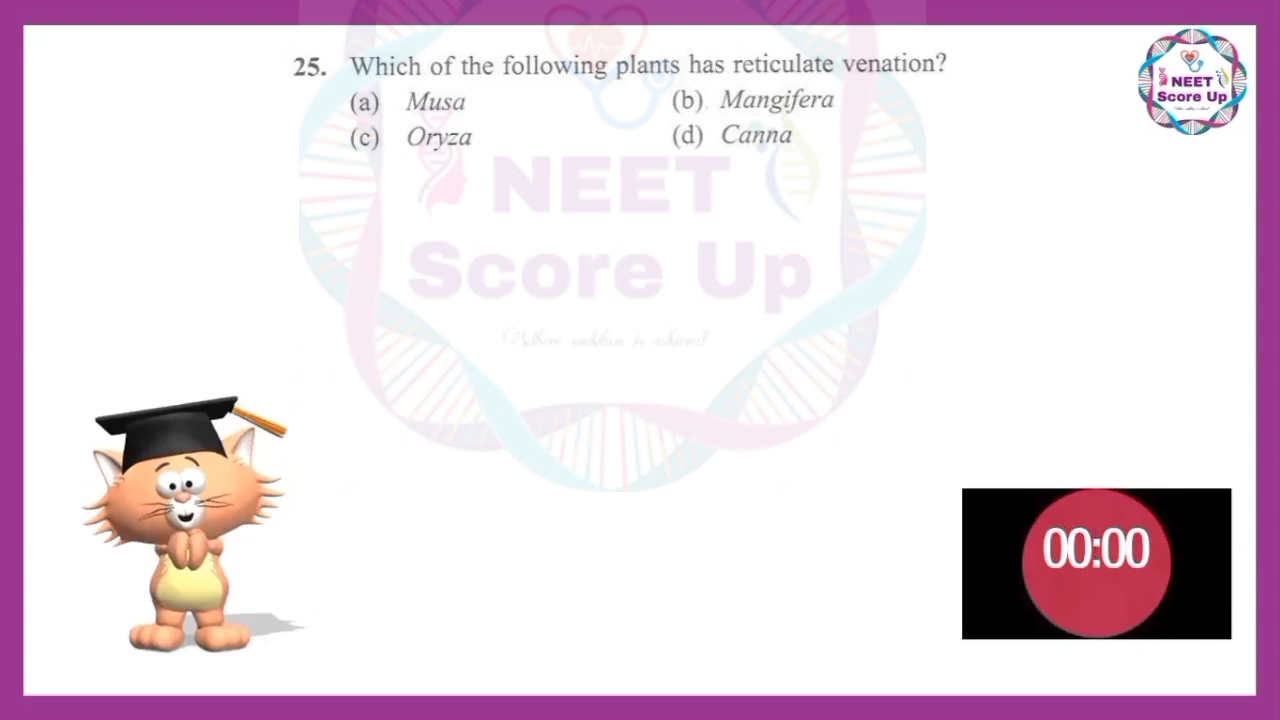 25. Which of the following plants has reticulate venation?
(a) Musa (b) Mangifera
(c) Oryza (d) Canna
NEET
Score Up
NEET
Score Up
00:00